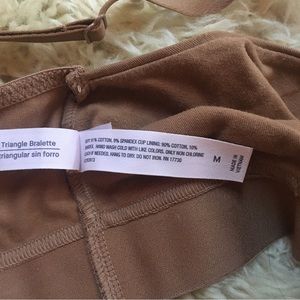 Triangle Bralette
triangular sin forro
91% COTTON, 9% SPANDEX CUP LINING: 90% COTTON, 10%
HAND WASH COLD WITH LIKE COLORS. ONLY NON CHLORINE
IF NEEDED. HANG TO DRY. DO NOT IRON. RN 17730
M
MADE IN
VIETNAM